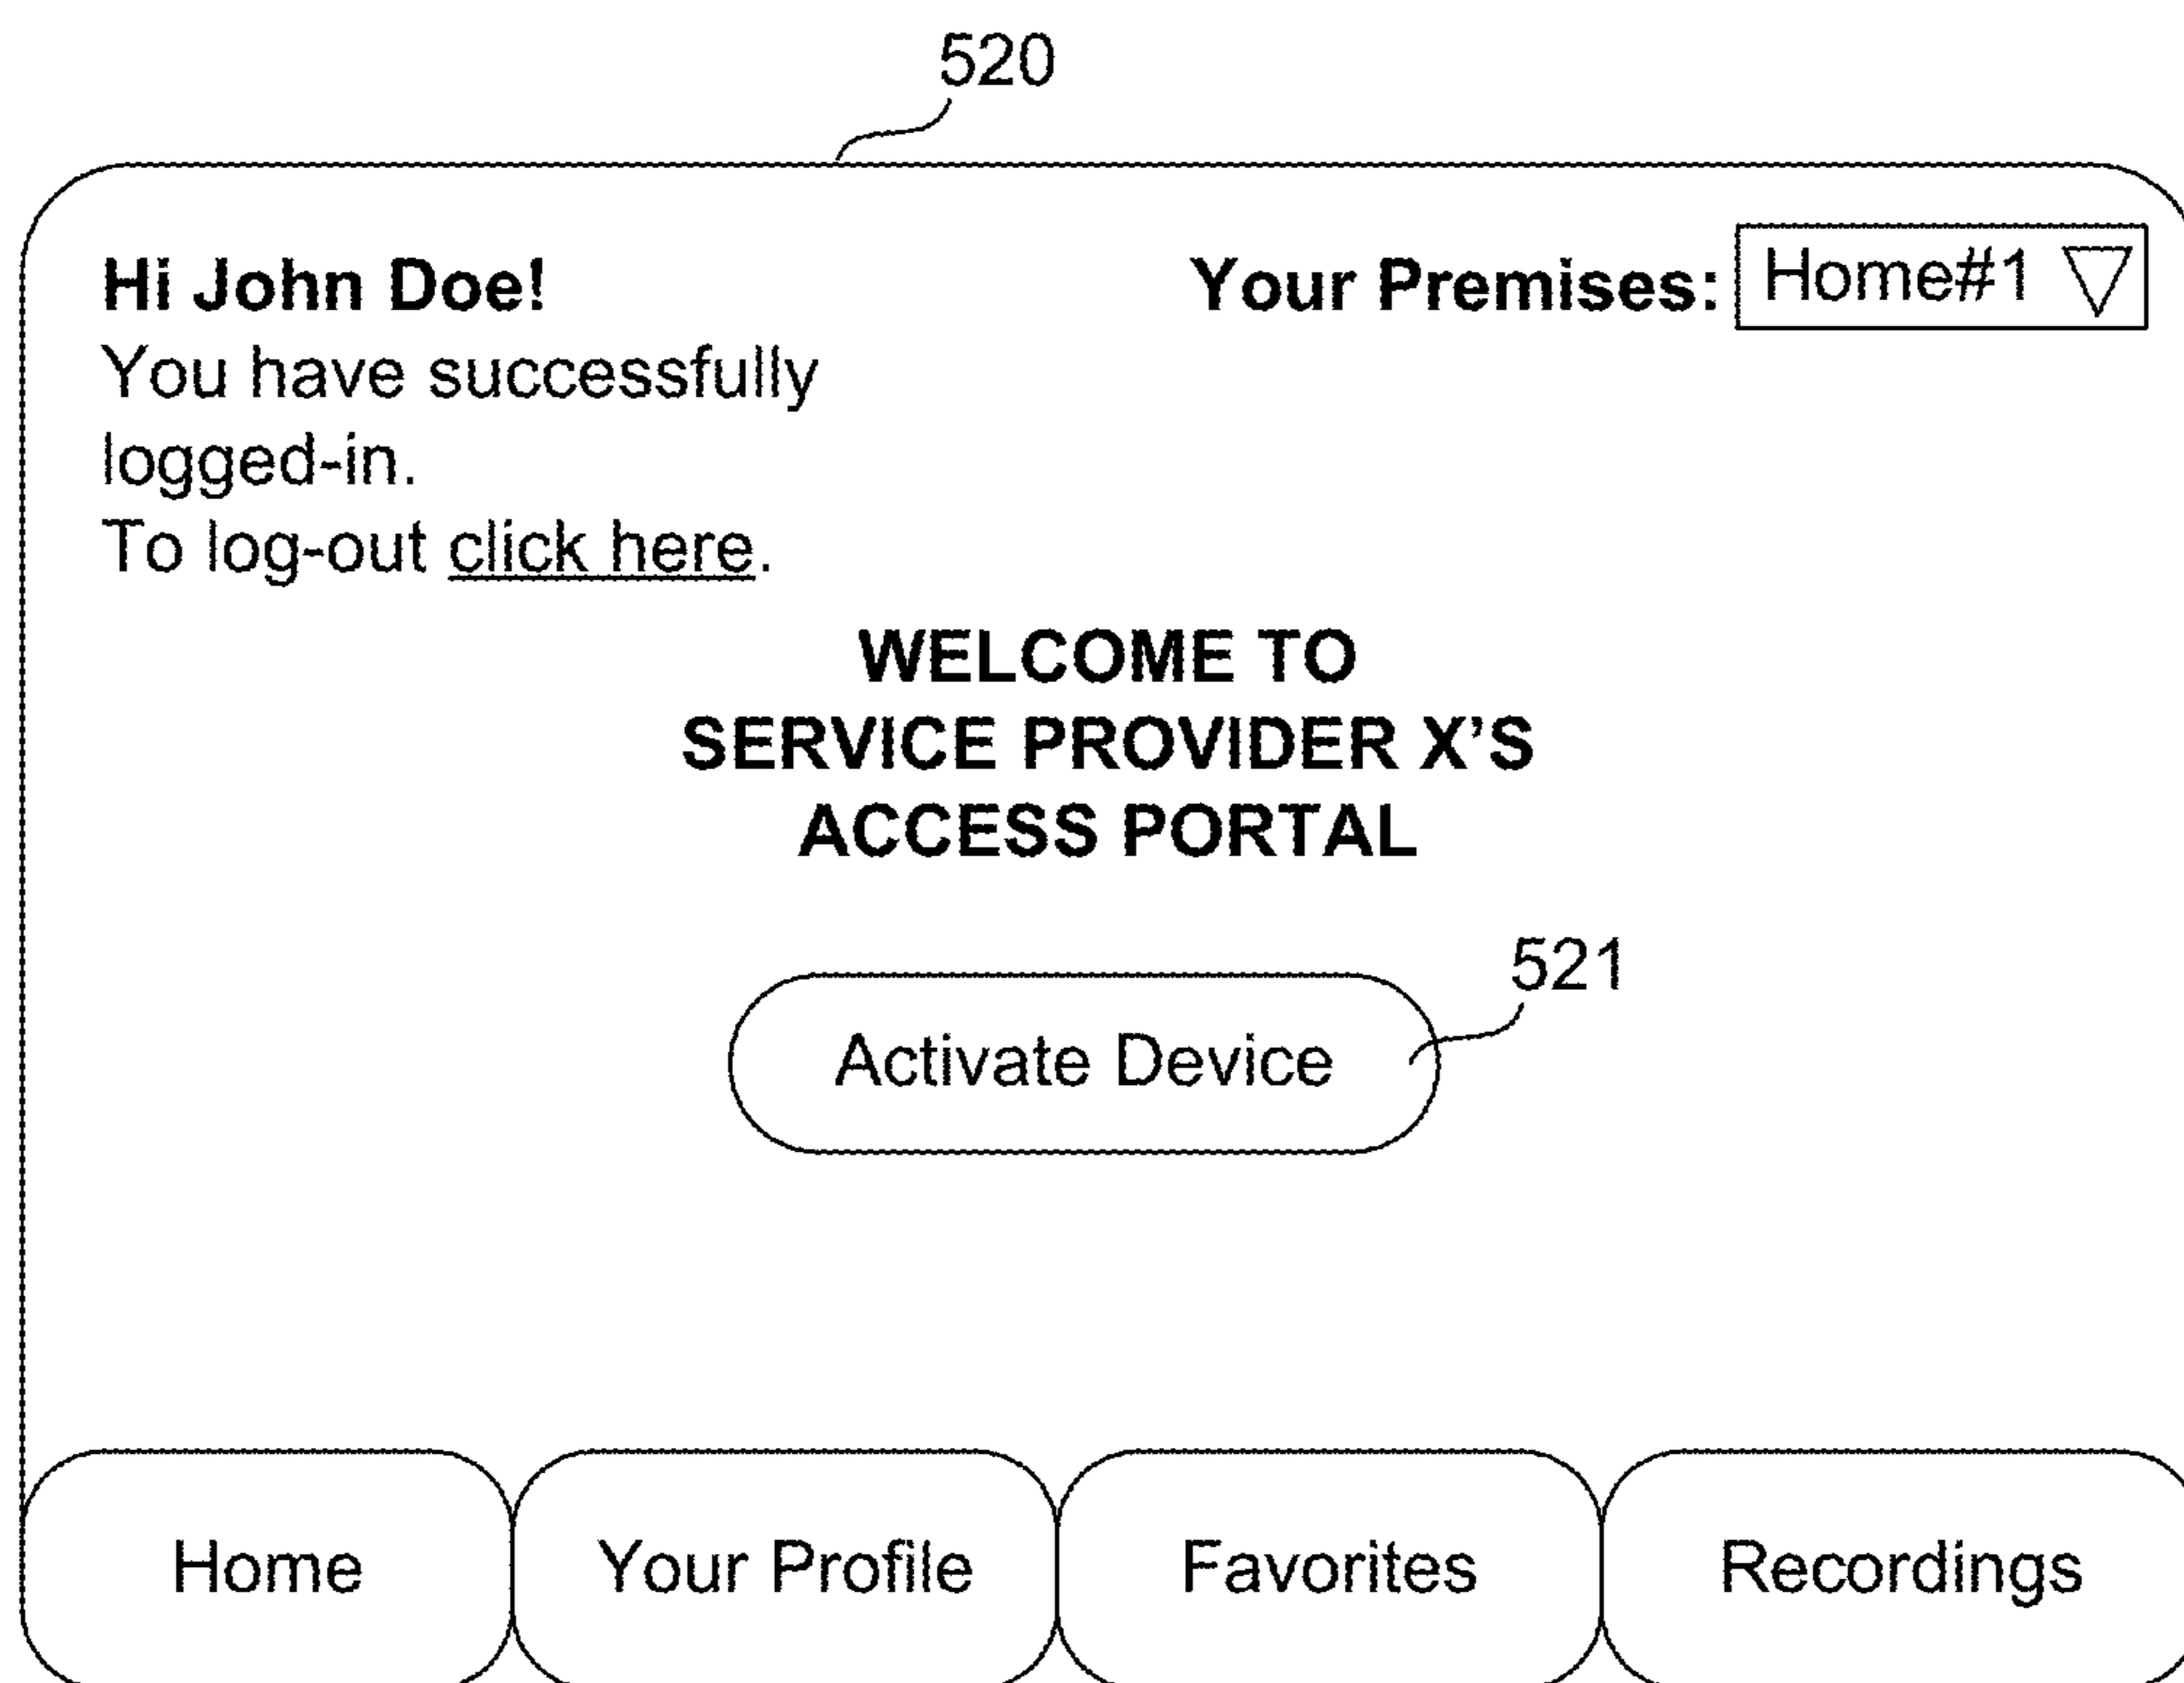 520
Hi John Doe!
Your Premises: Home#1
You have successfully
logged-in.
To log-out click here.
WELCOME TO
SERVICE PROVIDER X'S
ACCESS PORTAL
521
Activate Device
Home
Your Profile
Favorites
Recordings